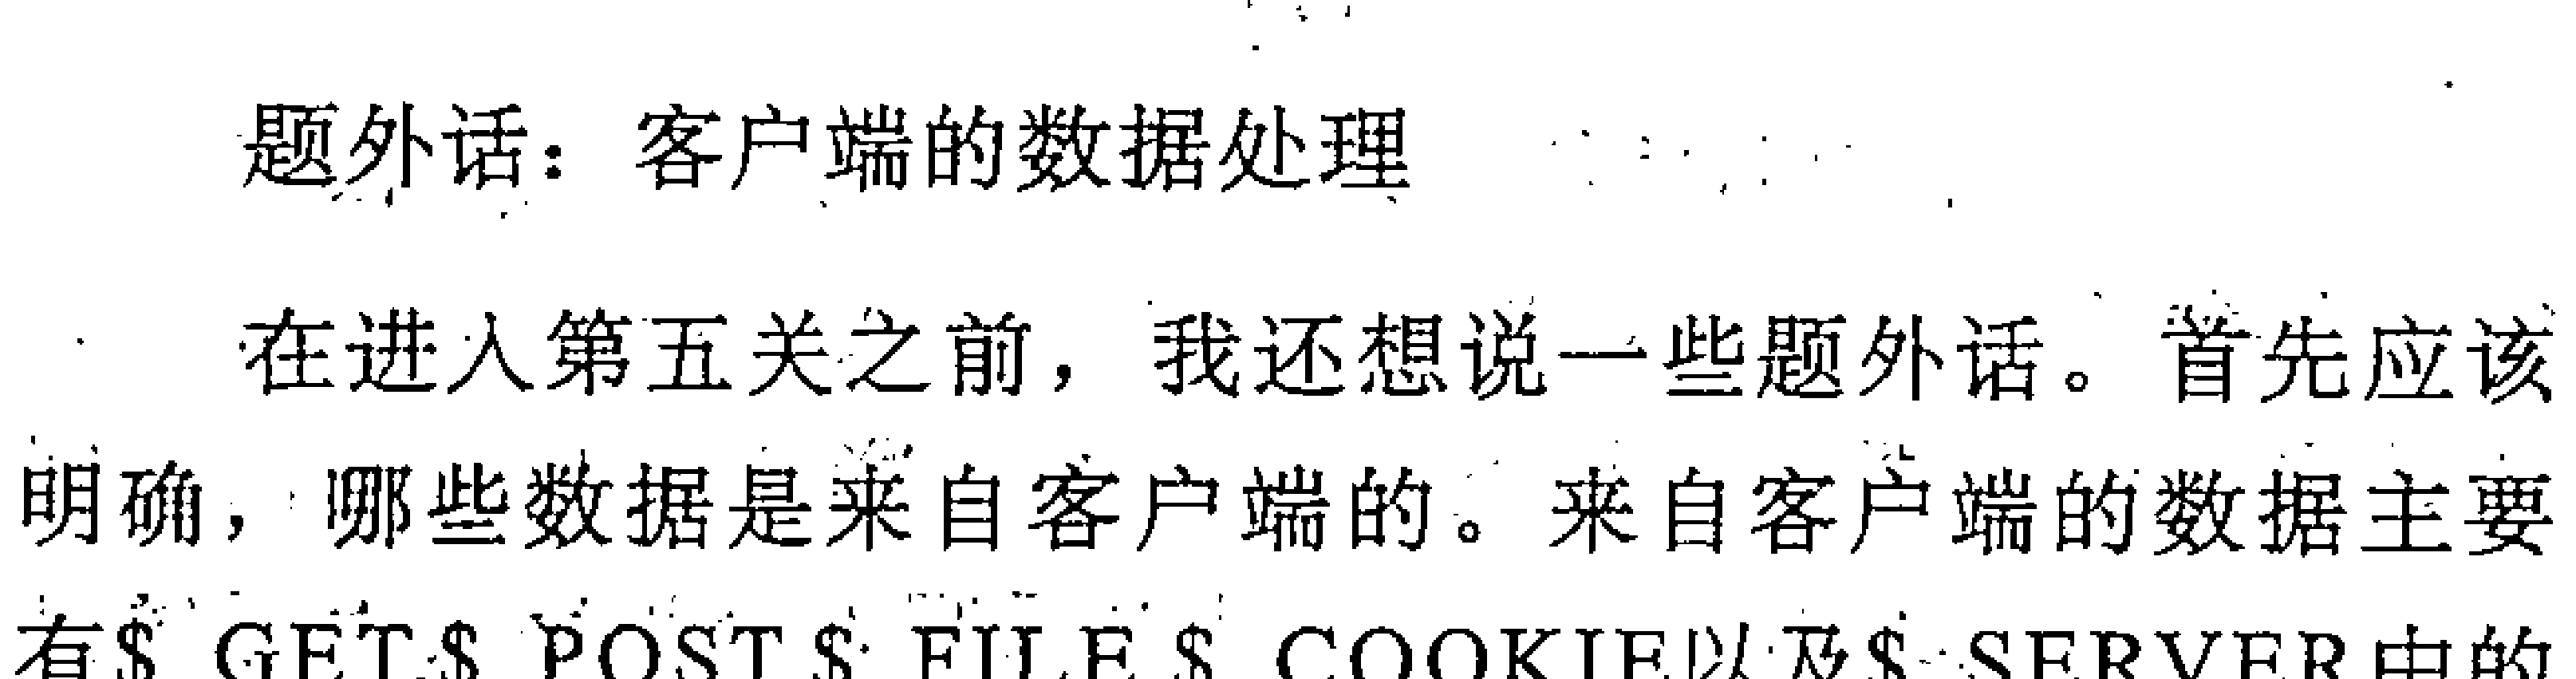 题外话：客户端的数据处理
在进入第五关之前，我还想说一些题外话。首先应该
明确，哪些数据是来自客户端的。来自客户端的数据主要
有$ GET$ POST $ FILE $ COOKIE以及$ SERVER中的